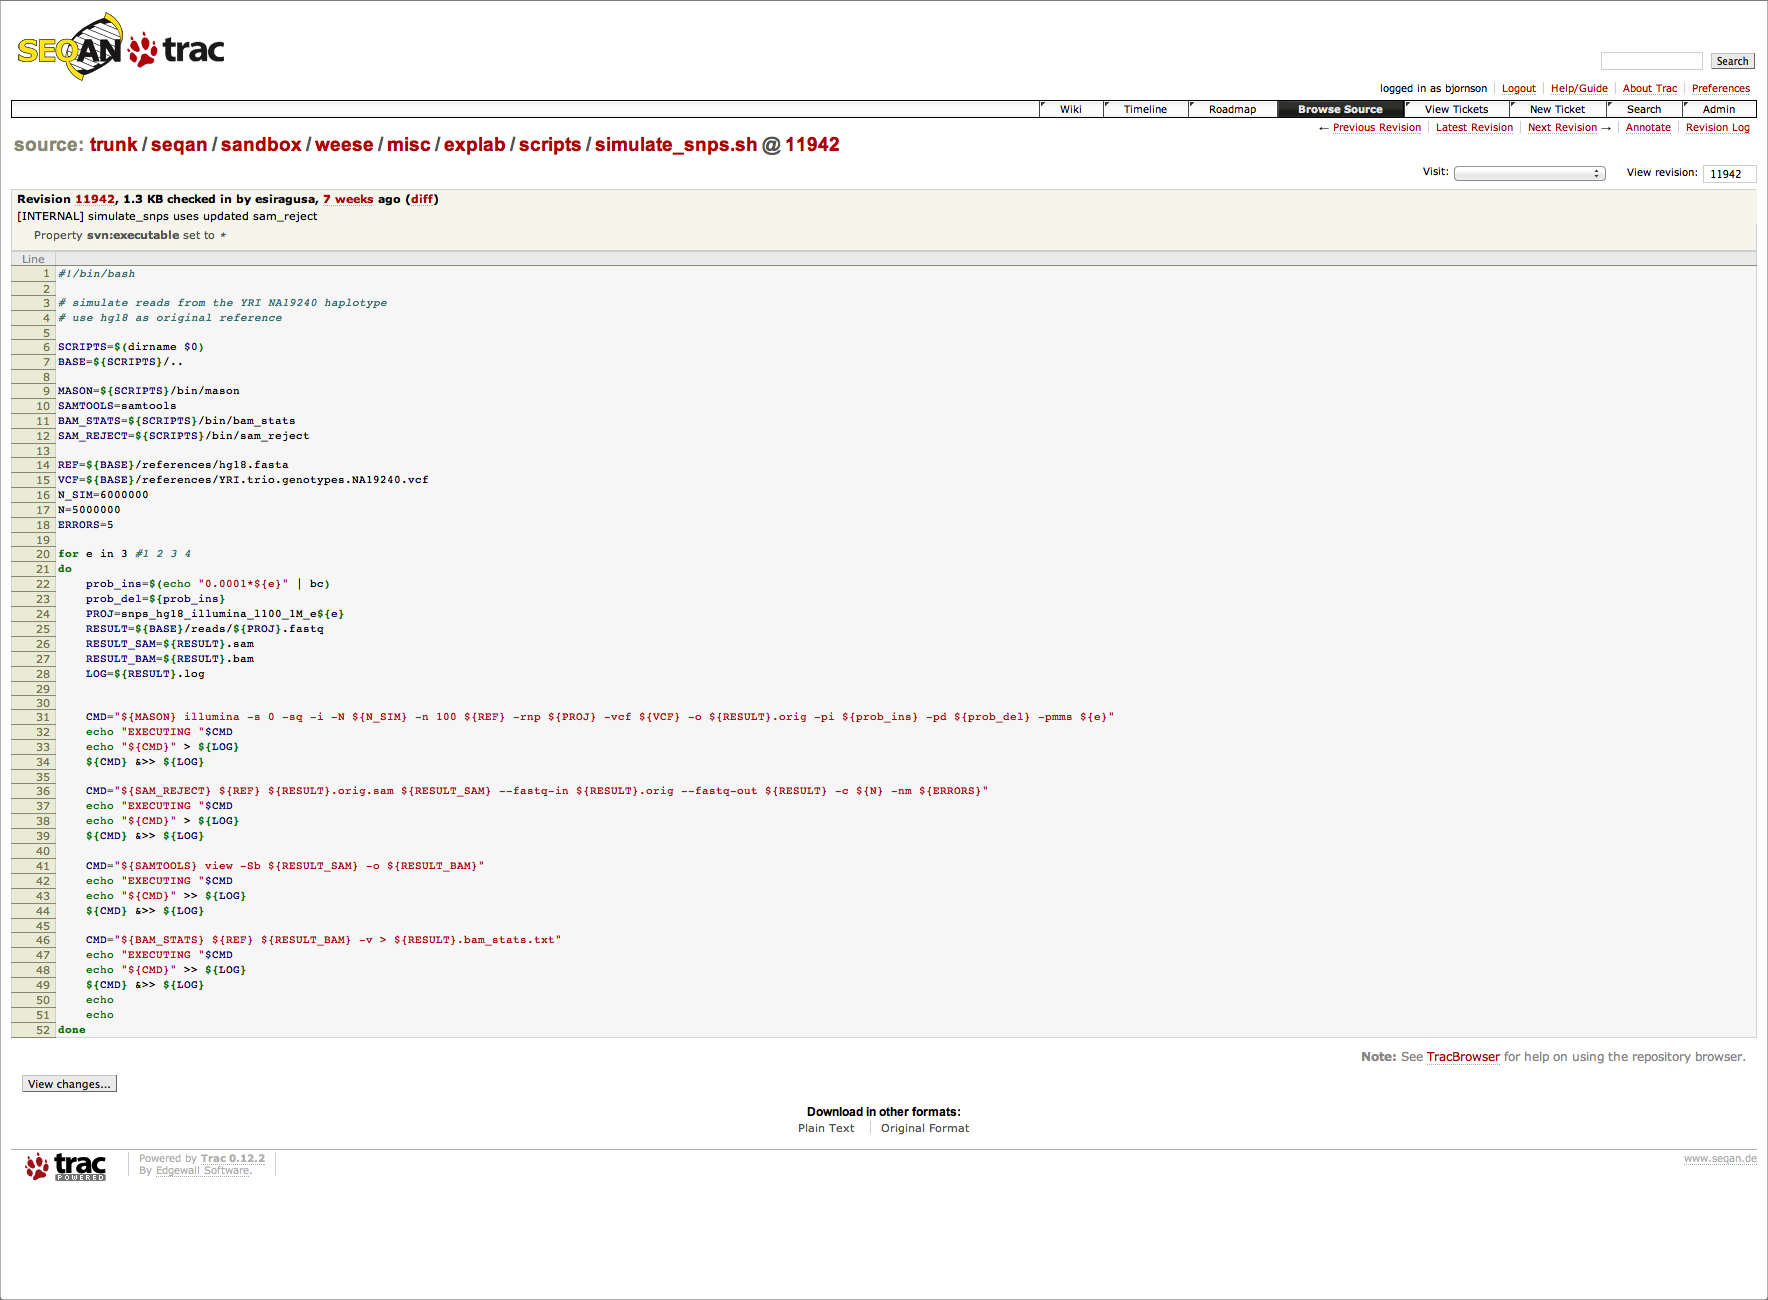 SEQAN trac
Search
logged in as bjornson Logout Help/Guide About Trac Preferences
Wiki Timeline Roadmap Browse Source View Tickets New Ticket Search Admin
← Previous Revision Latest Revision Next Revision → Annotate Revision Log
source: trunk / seqan / sandbox / weese / misc / explab / scripts / simulate_snps.sh @ 11942
Visit: View revision: 11942
Revision 11942, 1.3 KB checked in by esiragusa, 7 weeks ago (diff)
[INTERNAL] simulate_snps uses updated sam_reject
Property svn:executable set to *
Line
1 #!/bin/bash
2
3 # simulate reads from the YRI NA19240 haplotype
4 # use hg18 as original reference
5
6 SCRIPTS=$(dirname $0)
7 BASE=${SCRIPTS}/..
8
9 MASON=${SCRIPTS}/bin/mason
10 SAMTOOLS=samtools
11 BAM_STATS=${SCRIPTS}/bin/bam_stats
12 SAM_REJECT=${SCRIPTS}/bin/sam_reject
13
14 REF=${BASE}/references/hg18.fasta
15 VCF=${BASE}/references/YRI.trio.genotypes.NA19240.vcf
16 N_SIM=6000000
17 N=5000000
18 ERRORS=5
19
20 for e in 3 #1 2 3 4
21 do
22 prob_ins=$(echo "0.0001*${e}" | bc)
23 prob_del=${prob_ins}
24 PROJ=snps_hg18_illumina_l100_1M_e${e}
25 RESULT=${BASE}/reads/${PROJ}.fastq
26 RESULT_SAM=${RESULT}.sam
27 RESULT_BAM=${RESULT}.bam
28 LOG=${RESULT}.log
29
30
31 CMD="${MASON} illumina -s 0 -sq -i -N ${N_SIM} -n 100 ${REF} -rnp ${PROJ} -vcf ${VCF} -o ${RESULT}.orig -pi ${prob_ins} -pd ${prob_del} -pmms ${e}"
32 echo "EXECUTING "$CMD
33 echo "${CMD}" > ${LOG}
34 ${CMD} &>> ${LOG}
35
36 CMD="${SAM_REJECT} ${REF} ${RESULT}.orig.sam ${RESULT_SAM} --fastq-in ${RESULT}.orig --fastq-out ${RESULT} -c ${N} -nm ${ERRORS}"
37 echo "EXECUTING "$CMD
38 echo "${CMD}" > ${LOG}
39 ${CMD} &>> ${LOG}
40
41 CMD="${SAMTOOLS} view -Sb ${RESULT_SAM} -o ${RESULT_BAM}"
42 echo "EXECUTING "$CMD
43 echo "${CMD}" >> ${LOG}
44 ${CMD} &>> ${LOG}
45
46 CMD="${BAM_STATS} ${REF} ${RESULT_BAM} -v > ${RESULT}.bam_stats.txt"
47 echo "EXECUTING "$CMD
48 echo "${CMD}" >> ${LOG}
49 ${CMD} &>> ${LOG}
50 echo
51 echo
52 done
Note: See TracBrowser for help on using the repository browser.
View changes...
Download in other formats:
Plain Text Original Format
trac POWERED
Powered by Trac 0.12.2
By Edgewall Software.
www.seqan.de